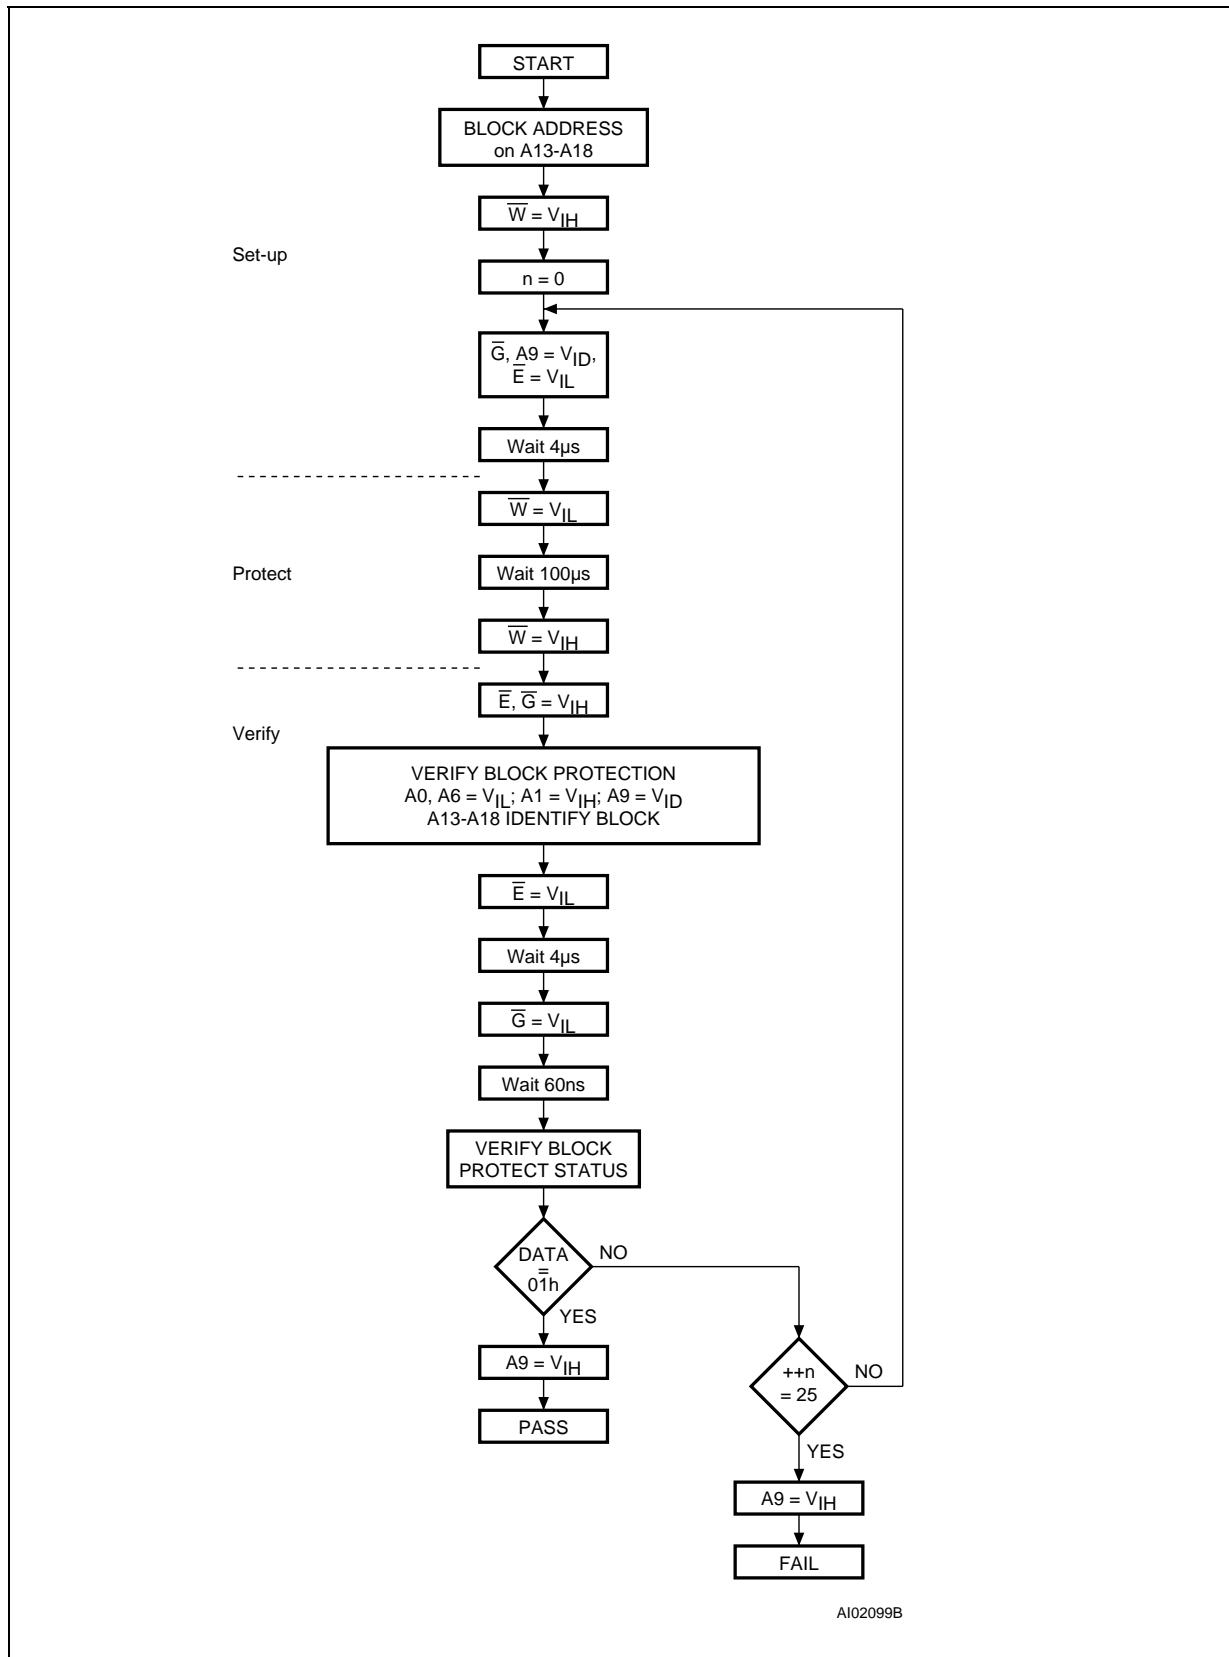 START
BLOCK ADDRESS
on A13-A18
W̅ = VIH
Set-up
n = 0
G̅, A9 = VID,
E̅ = VIL
Wait 4µs
W̅ = VIL
Protect
Wait 100µs
W̅ = VIH
E̅, G̅ = VIH
Verify
VERIFY BLOCK PROTECTION
A0, A6 = VIL; A1 = VIH; A9 = VID
A13-A18 IDENTIFY BLOCK
E̅ = VIL
Wait 4µs
G̅ = VIL
Wait 60ns
VERIFY BLOCK
PROTECT STATUS
DATA
=
01h
NO
YES
A9 = VIH
PASS
++n
= 25
NO
YES
A9 = VIH
FAIL
AI02099B